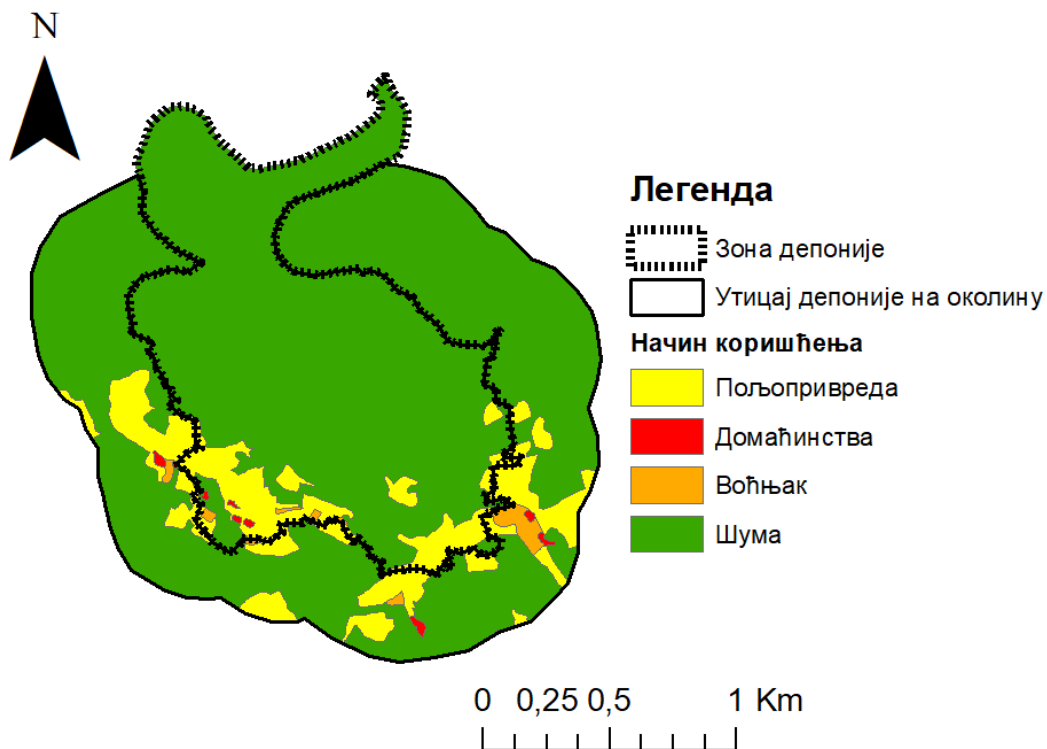 N
Легенда
Зона депоније
Утицај депоније на околину
Начин коришћења
Пољопривреда
Домаћинства
Воћњак
Шума
0 0,25 0,5 1 Km